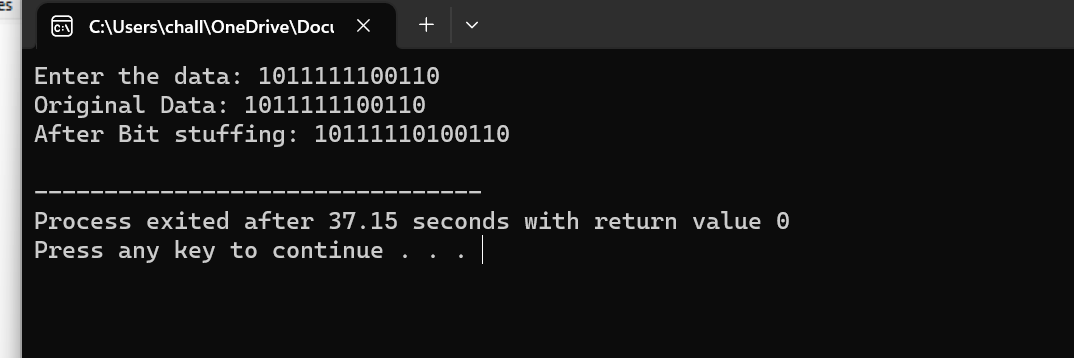 es
C:\Users\chall\OneDrive\Docu
Enter the data: 1011111100110
Original Data: 1011111100110
After Bit stuffing: 10111110100110
--------------------------------
Process exited after 37.15 seconds with return value 0
Press any key to continue . . .